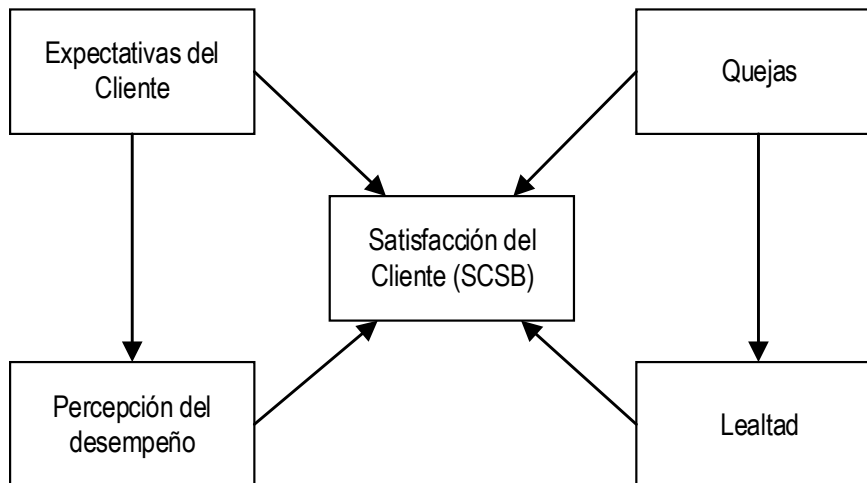 Expectativas del
Cliente
Quejas
Satisfacción del
Cliente (SCSB)
Percepción del
desempeño
Lealtad